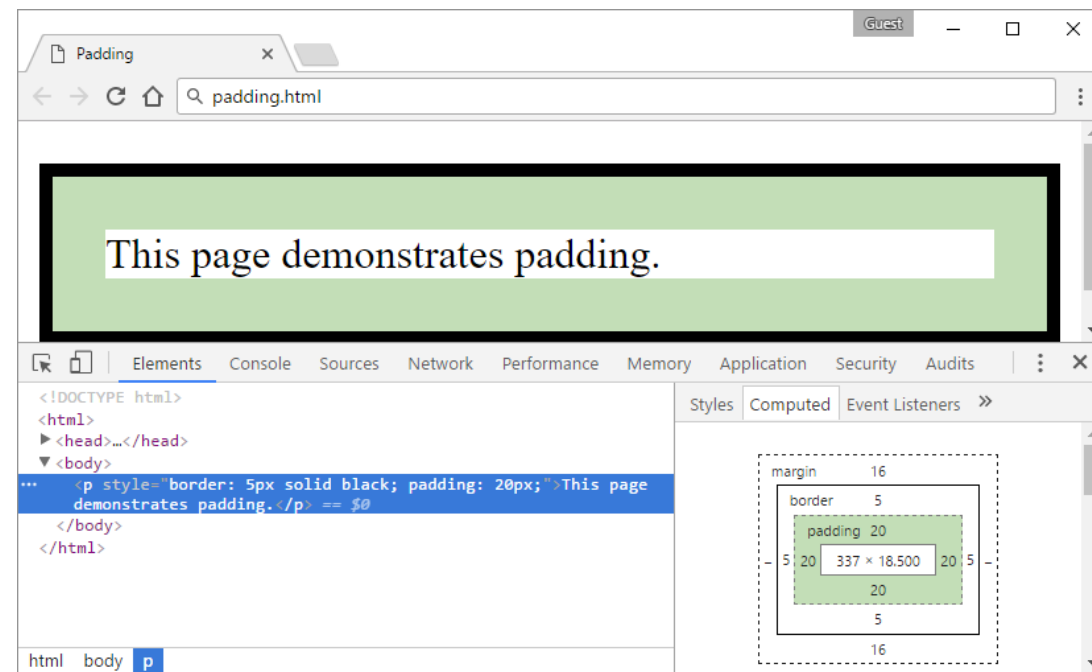 Guest
Padding
padding.html
This page demonstrates padding.
Elements Console Sources Network Performance Memory Application Security Audits
<!DOCTYPE html>
<html>
<head>…</head>
<body>
<p style="border: 5px solid black; padding: 20px;">This page
demonstrates padding.</p> == $0
</body>
</html>
html body p
Styles Computed Event Listeners »
margin 16
border 5
padding 20
– 5 20 337 × 18.500 20 5 –
20
5
16